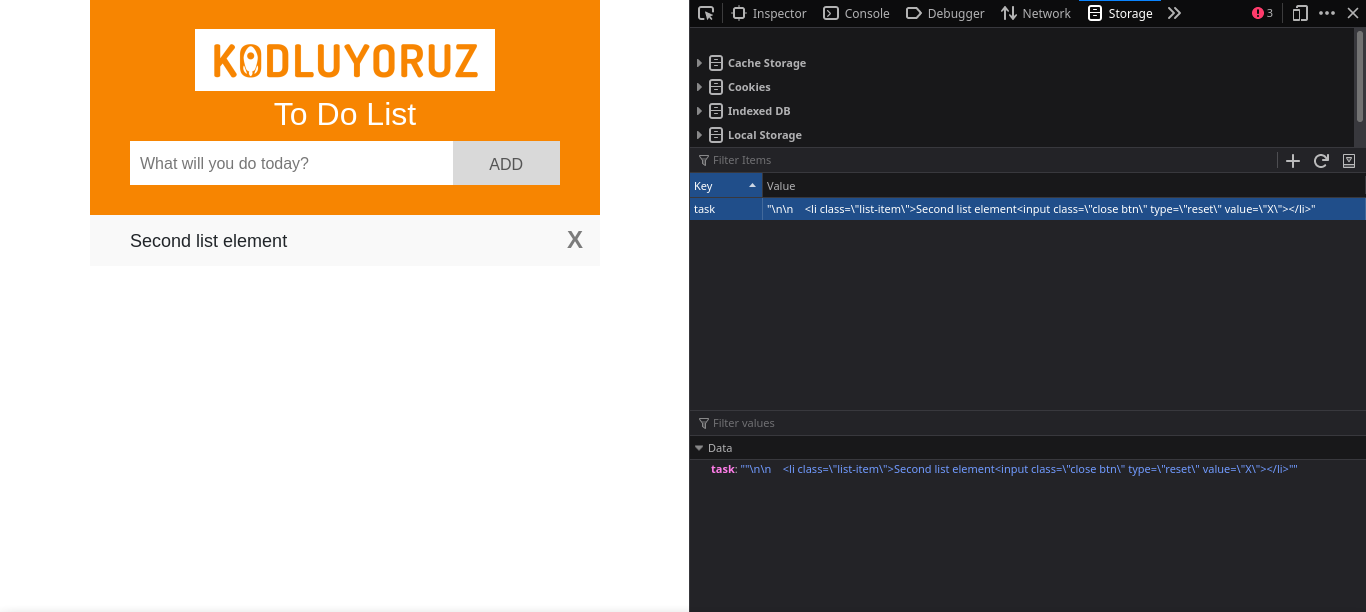 KODLUYORUZ
To Do List
What will you do today? ADD
Second list element X
Inspector Console Debugger Network Storage 3
Cache Storage
Cookies
Indexed DB
Local Storage
Filter Items
Key Value
task "\n\n    <li class=\"list-item\">Second list element<input class=\"close btn\" type=\"reset\" value=\"X\"></li>"
Filter values
Data
task: ""\n\n    <li class=\"list-item\">Second list element<input class=\"close btn\" type=\"reset\" value=\"X\"></li>""